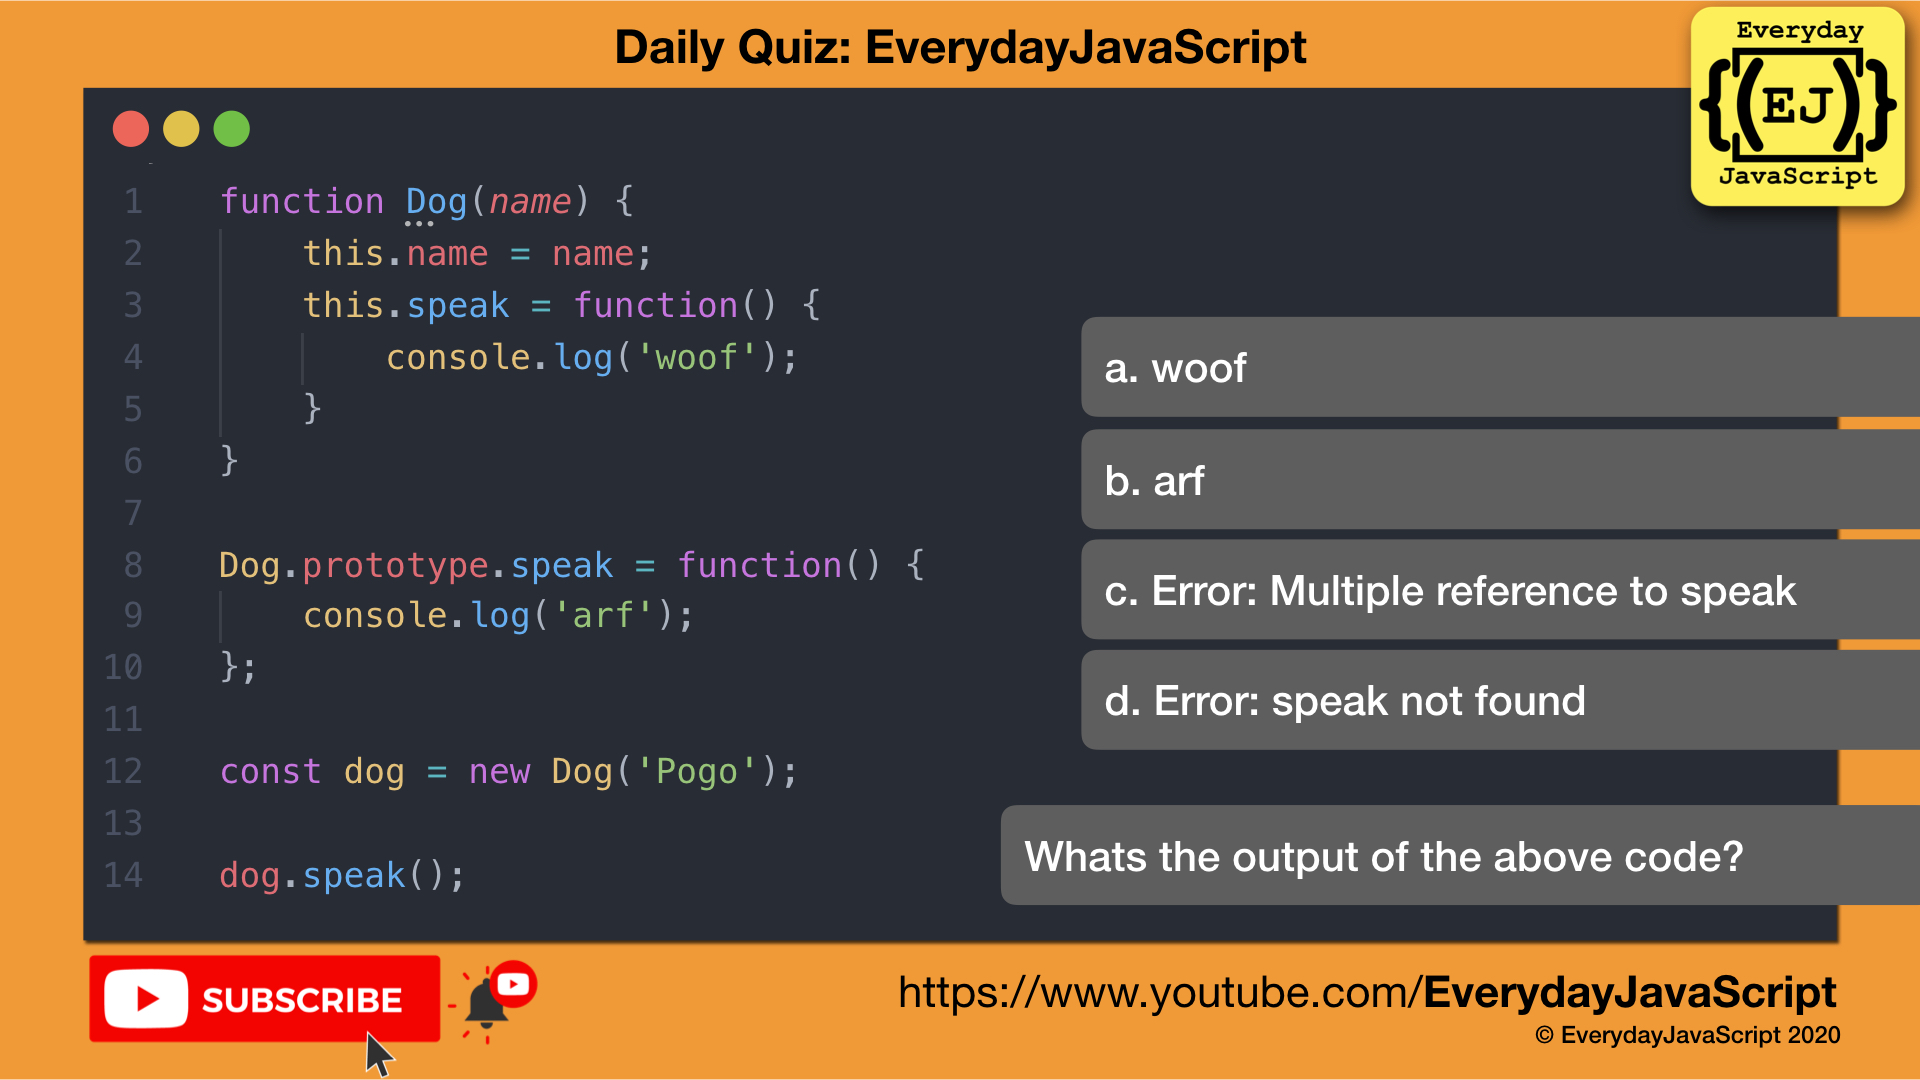 Daily Quiz: EverydayJavaScript
Everyday
{[(EJ)]}
JavaScript
1 function Dog(name) {
2 this.name = name;
3 this.speak = function() {
4 console.log('woof');
5 }
6 }
7
8 Dog.prototype.speak = function() {
9 console.log('arf');
10 };
11
12 const dog = new Dog('Pogo');
13
14 dog.speak();
a. woof
b. arf
c. Error: Multiple reference to speak
d. Error: speak not found
Whats the output of the above code?
SUBSCRIBE
https://www.youtube.com/EverydayJavaScript
© EverydayJavaScript 2020